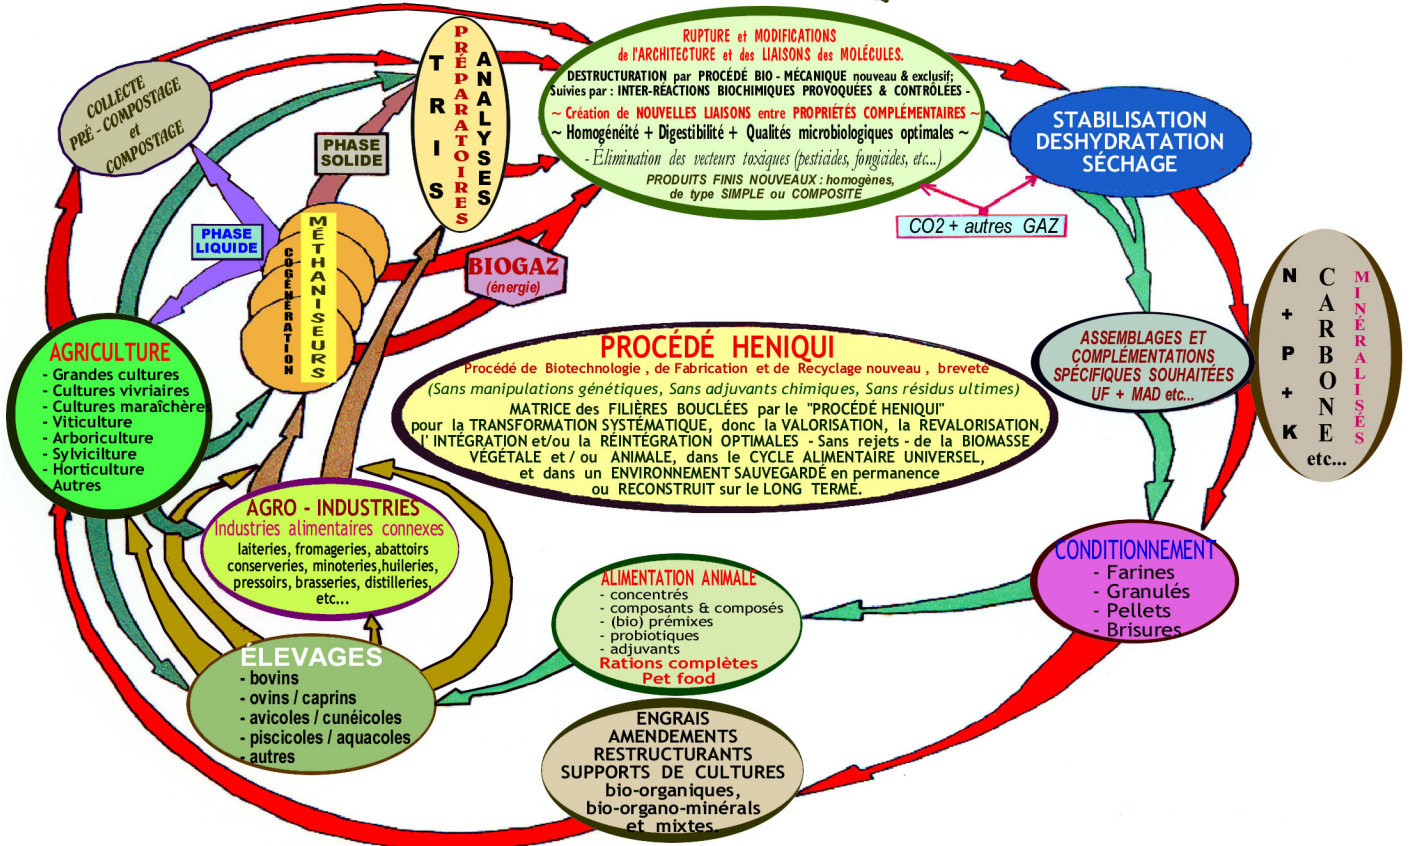 COLLECTE
PRÉ - COMPOSTAGE
et
COMPOSTAGE
TRIS
PRÉPARATOIRES
ANALYSES
RUPTURE et MODIFICATIONS
de l'ARCHITECTURE et des LIAISONS des MOLÉCULES.
DESTRUCTURATION par PROCÉDÉ BIO - MÉCANIQUE nouveau & exclusif;
Suivies par : INTER-RÉACTIONS BIOCHIMIQUES PROVOQUÉES & CONTRÔLÉES -
~ Création de NOUVELLES LIAISONS entre PROPRIÉTÉS COMPLÉMENTAIRES ~
~ Homogénéité + Digestibilité + Qualités microbiologiques optimales ~
- Élimination des vecteurs toxiques (pesticides, fongicides, etc...)
PRODUITS FINIS NOUVEAUX : homogènes,
de type SIMPLE ou COMPOSITE
STABILISATION
DESHYDRATATION
SÉCHAGE
CO2 + autres GAZ
PHASE
SOLIDE
PHASE
LIQUIDE
COGÉNÉRATION
MÉTHANISEURS
BIOGAZ
(énergie)
N + P + K
CARBONE
etc...
MINÉRALISÉS
ASSEMBLAGES ET
COMPLÉMENTATIONS
SPÉCIFIQUES SOUHAITÉES
UF + MAD etc...
AGRICULTURE
- Grandes cultures
- Cultures vivriaires
- Cultures maraîchères
- Viticulture
- Arboriculture
- Sylvicilture
- Horticulture
- Autres
PROCÉDÉ HENIQUI
Procédé de Biotechnologie , de Fabrication et de Recyclage nouveau , breveté
(Sans manipulations génétiques, Sans adjuvants chimiques, Sans résidus ultimes)
MATRICE des FILIÈRES BOUCLÉES par le "PROCÉDÉ HENIQUI"
pour la TRANSFORMATION SYSTÉMATIQUE, donc la VALORISATION, la REVALORISATION,
l' INTÉGRATION et/ou la RÉINTÉGRATION OPTIMALES - Sans rejets - de la BIOMASSE
VÉGÉTALE et / ou ANIMALE, dans le CYCLE ALIMENTAIRE UNIVERSEL,
et dans un ENVIRONNEMENT SAUVEGARDÉ en permanence
ou RECONSTRUIT sur le LONG TERME.
AGRO - INDUSTRIES
Industries alimentaires connexes
laiteries, fromageries, abattoirs
conserveries, minoteries,huileries,
pressoirs, brasseries, distilleries,
etc...
CONDITIONNEMENT
- Farines
- Granulés
- Pellets
- Brisures
ALIMENTATION ANIMALE
- concentrés
- composants & composés
- (bio) prémixes
- probiotiques
- adjuvants
Rations complètes
Pet food
ÉLEVAGES
- bovins
- ovins / caprins
- avicoles / cunéicoles
- piscicoles / aquacoles
- autres
ENGRAIS
AMENDEMENTS
RESTRUCTURANTS
SUPPORTS DE CULTURES
bio-organiques,
bio-organo-minérals
et mixtes.